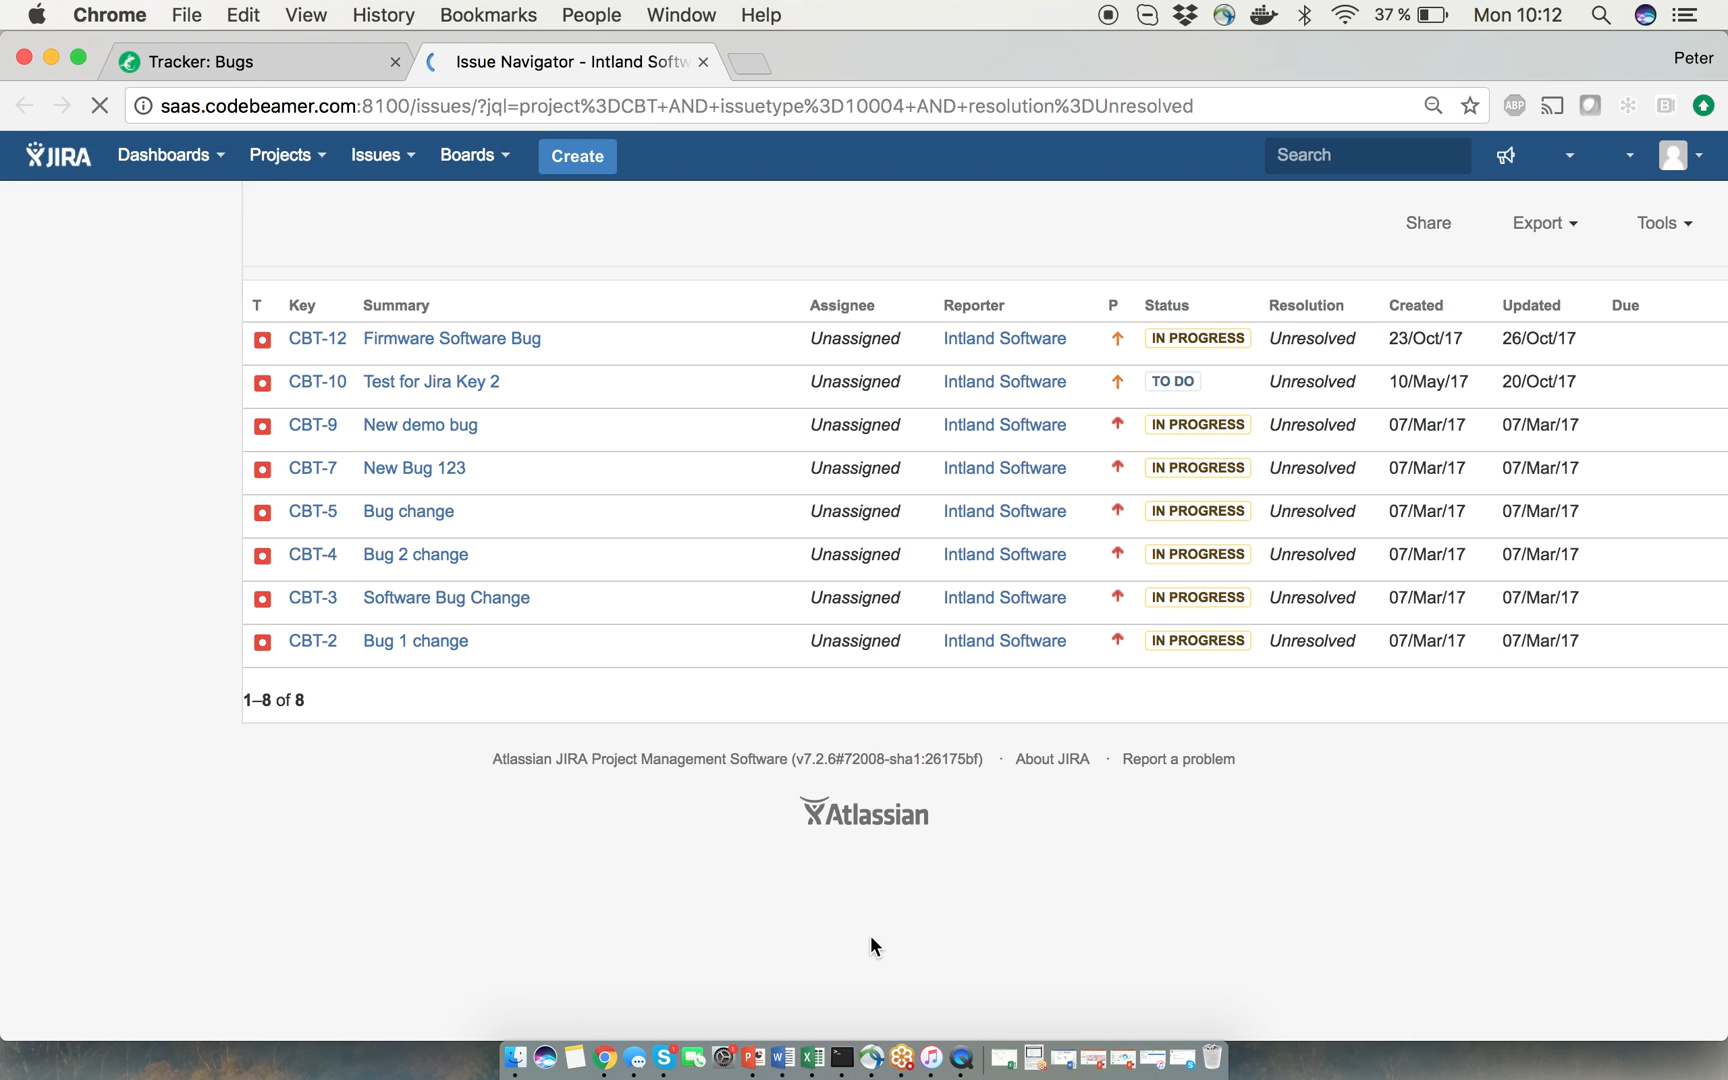 Chrome File Edit View History Bookmarks People Window Help 37 % Mon 10:12
Tracker: Bugs Issue Navigator - Intland Softw Peter
saas.codebeamer.com:8100/issues/?jql=project%3DCBT+AND+issuetype%3D10004+AND+resolution%3DUnresolved ABP
JIRA Dashboards Projects Issues Boards Create Search
Share Export Tools
T Key Summary Assignee Reporter P Status Resolution Created Updated Due
CBT-12 Firmware Software Bug Unassigned Intland Software IN PROGRESS Unresolved 23/Oct/17 26/Oct/17
CBT-10 Test for Jira Key 2 Unassigned Intland Software TO DO Unresolved 10/May/17 20/Oct/17
CBT-9 New demo bug Unassigned Intland Software IN PROGRESS Unresolved 07/Mar/17 07/Mar/17
CBT-7 New Bug 123 Unassigned Intland Software IN PROGRESS Unresolved 07/Mar/17 07/Mar/17
CBT-5 Bug change Unassigned Intland Software IN PROGRESS Unresolved 07/Mar/17 07/Mar/17
CBT-4 Bug 2 change Unassigned Intland Software IN PROGRESS Unresolved 07/Mar/17 07/Mar/17
CBT-3 Software Bug Change Unassigned Intland Software IN PROGRESS Unresolved 07/Mar/17 07/Mar/17
CBT-2 Bug 1 change Unassigned Intland Software IN PROGRESS Unresolved 07/Mar/17 07/Mar/17
1–8 of 8
Atlassian JIRA Project Management Software (v7.2.6#72008-sha1:26175bf) · About JIRA · Report a problem
Atlassian